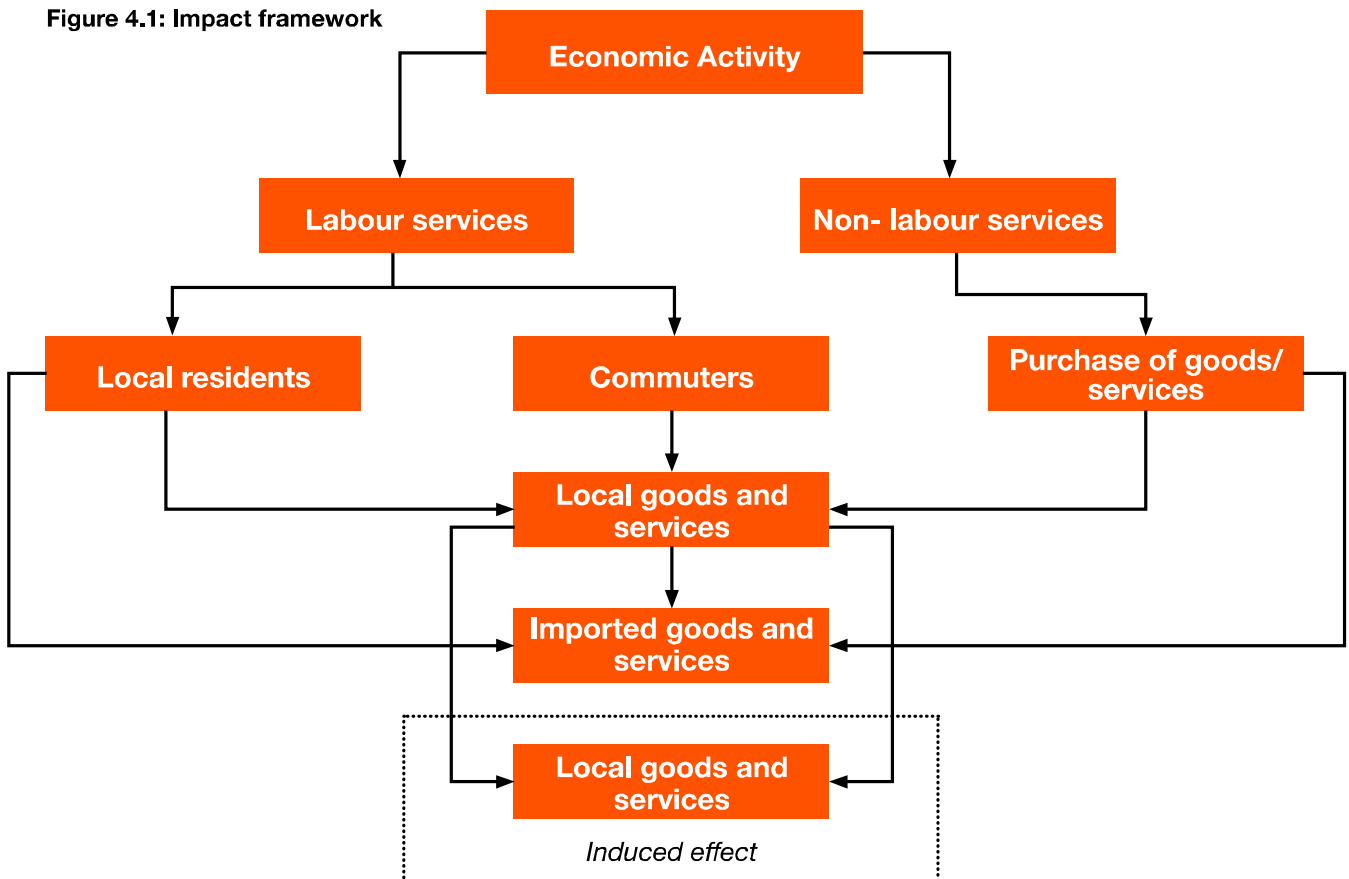 Figure 4.1: Impact framework
Economic Activity
Labour services
Non- labour services
Local residents
Commuters
Purchase of goods/
services
Local goods and
services
Imported goods and
services
Local goods and
services
Induced effect